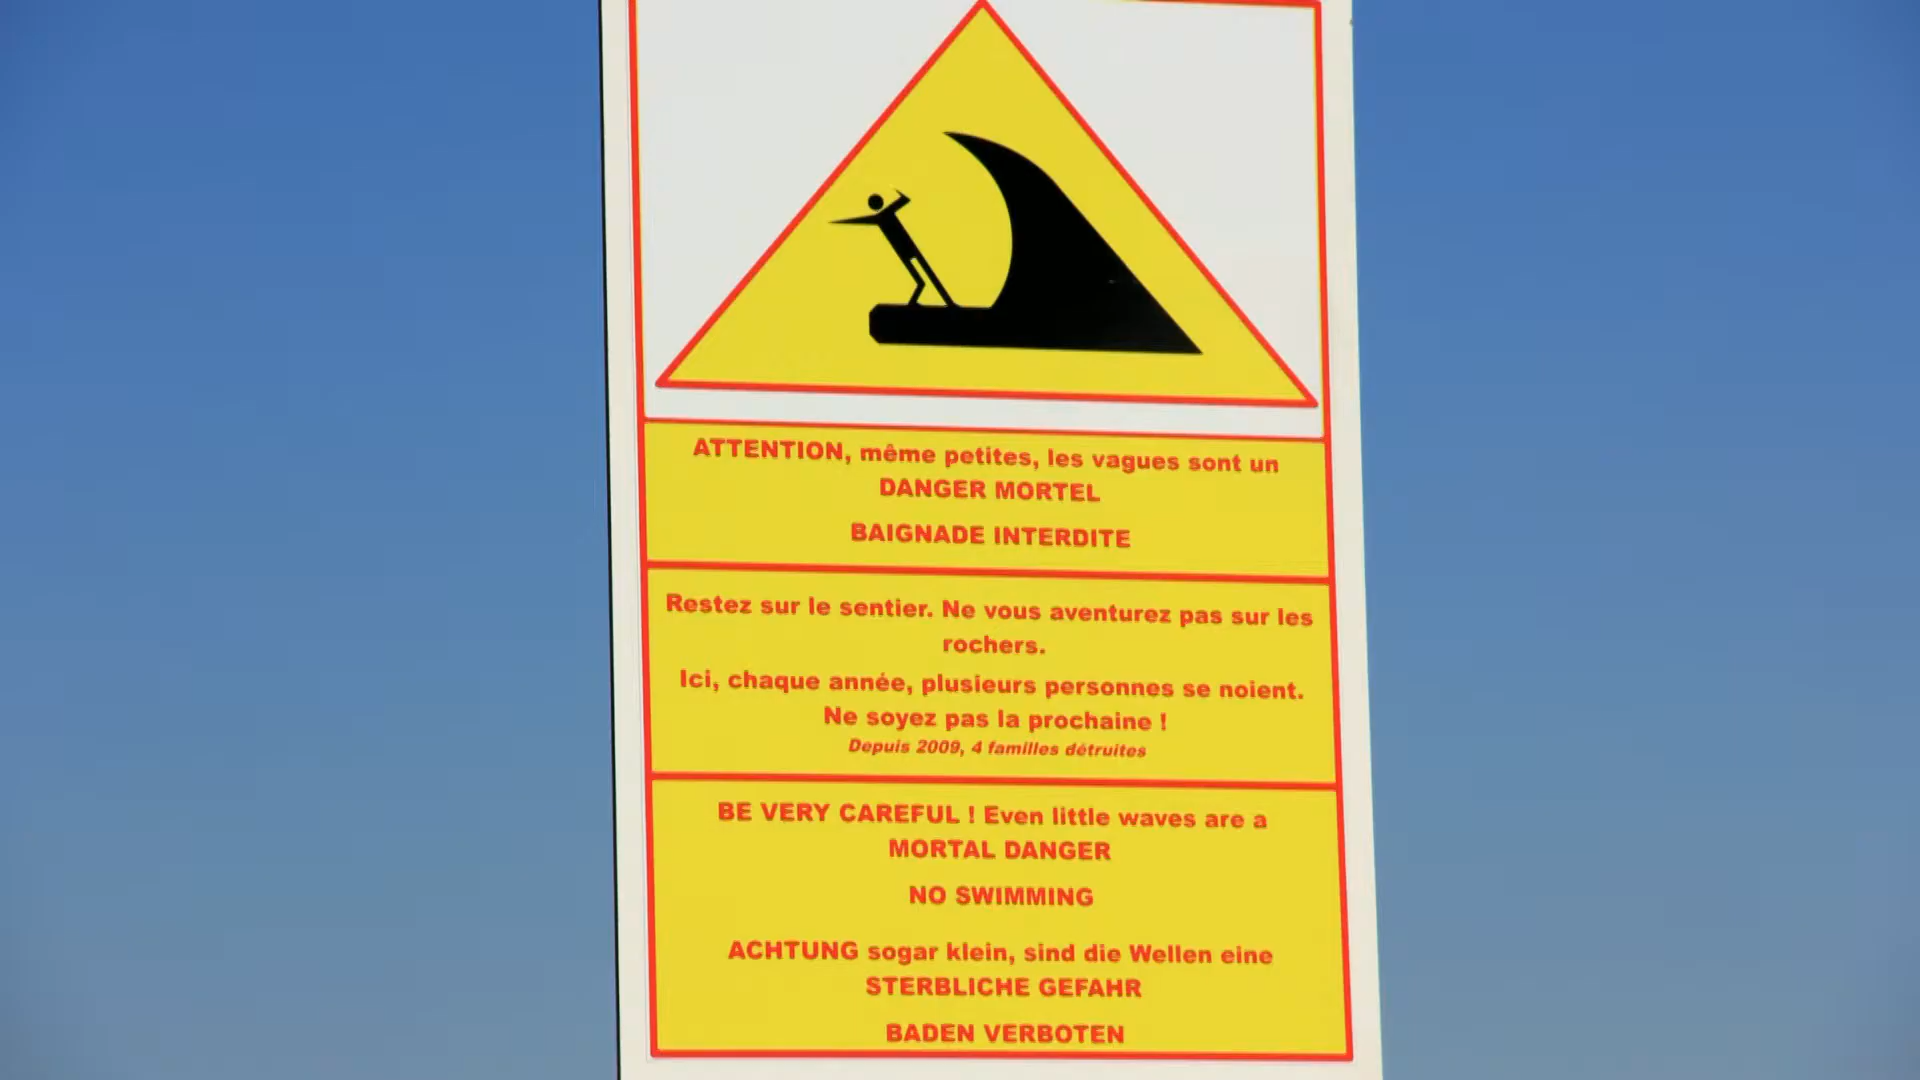 ATTENTION, même petites, les vagues sont un
DANGER MORTEL
BAIGNADE INTERDITE
Restez sur le sentier. Ne vous aventurez pas sur les
rochers.
Ici, chaque année, plusieurs personnes se noient.
Ne soyez pas la prochaine !
Depuis 2009, 4 familles détruites
BE VERY CAREFUL ! Even little waves are a
MORTAL DANGER
NO SWIMMING
ACHTUNG sogar klein, sind die Wellen eine
STERBLICHE GEFAHR
BADEN VERBOTEN